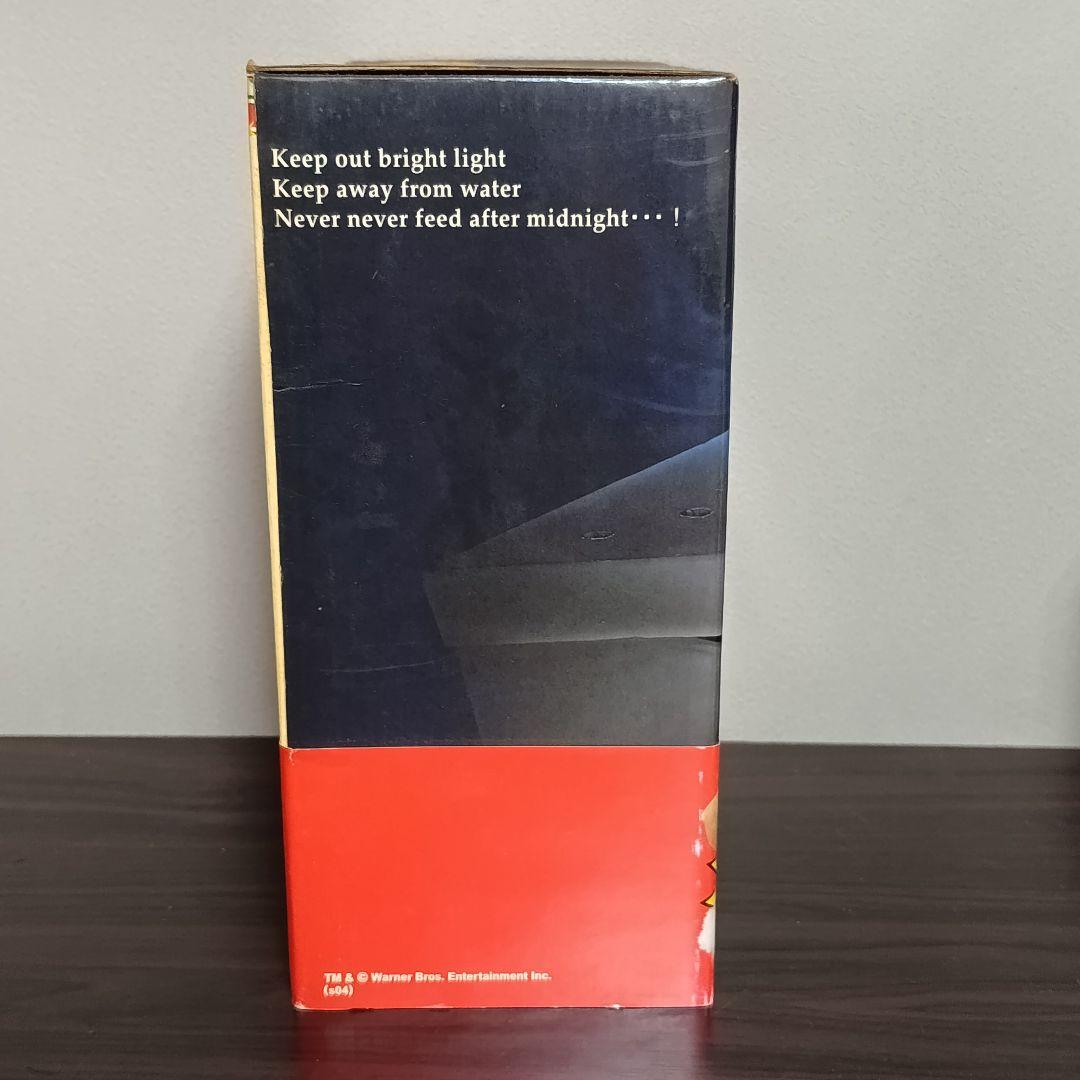 Keep out bright light
Keep away from water
Never never feed after midnight･･･ !
TM & © Warner Bros. Entertainment Inc.
(s04)